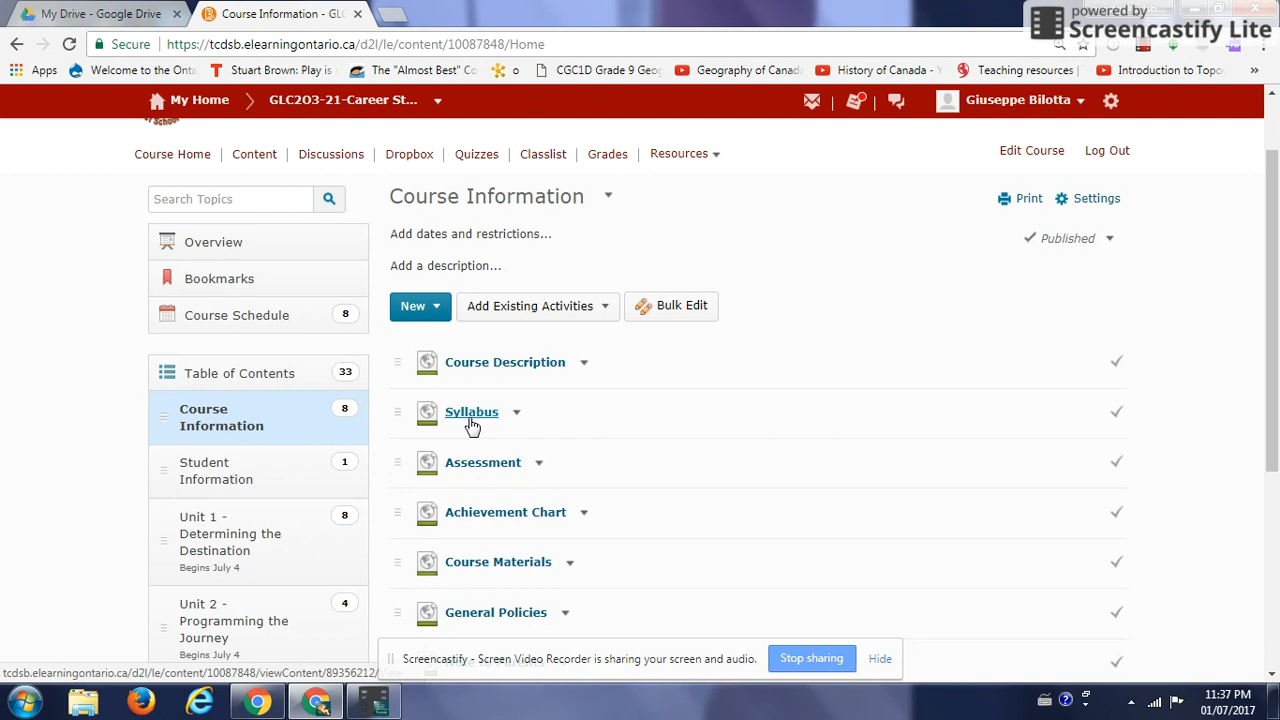 My Drive - Google Drive
Course Information - GLC
powered by
Screencastify Lite
Secure
https://tcdsb.elearningontario.ca/d2l/le/content/10087848/Home
Apps
Welcome to the Onta
Stuart Brown: Play is
The "Almost Best" Co
o
CGC1D Grade 9 Geog
Geography of Canada
History of Canada - Y
Teaching resources
Introduction to Topo
»
My Home
GLC2O3-21-Career St...
Giuseppe Bilotta
Course Home
Content
Discussions
Dropbox
Quizzes
Classlist
Grades
Resources
Edit Course
Log Out
Search Topics
Course Information
Print
Settings
Overview
Add dates and restrictions...
Published
Bookmarks
Add a description...
Course Schedule
8
New
Add Existing Activities
Bulk Edit
Table of Contents
33
Course
Information
8
Student
Information
1
Unit 1 -
Determining the
Destination
Begins July 4
8
Unit 2 -
Programming the
Journey
4
Course Description
Syllabus
Assessment
Achievement Chart
Course Materials
General Policies
Screencastify - Screen Video Recorder is sharing your screen and audio.
Stop sharing
Hide
tcdsb.elearningontario.ca/d2l/le/content/10087848/viewContent/89356212/View
11:37 PM
01/07/2017